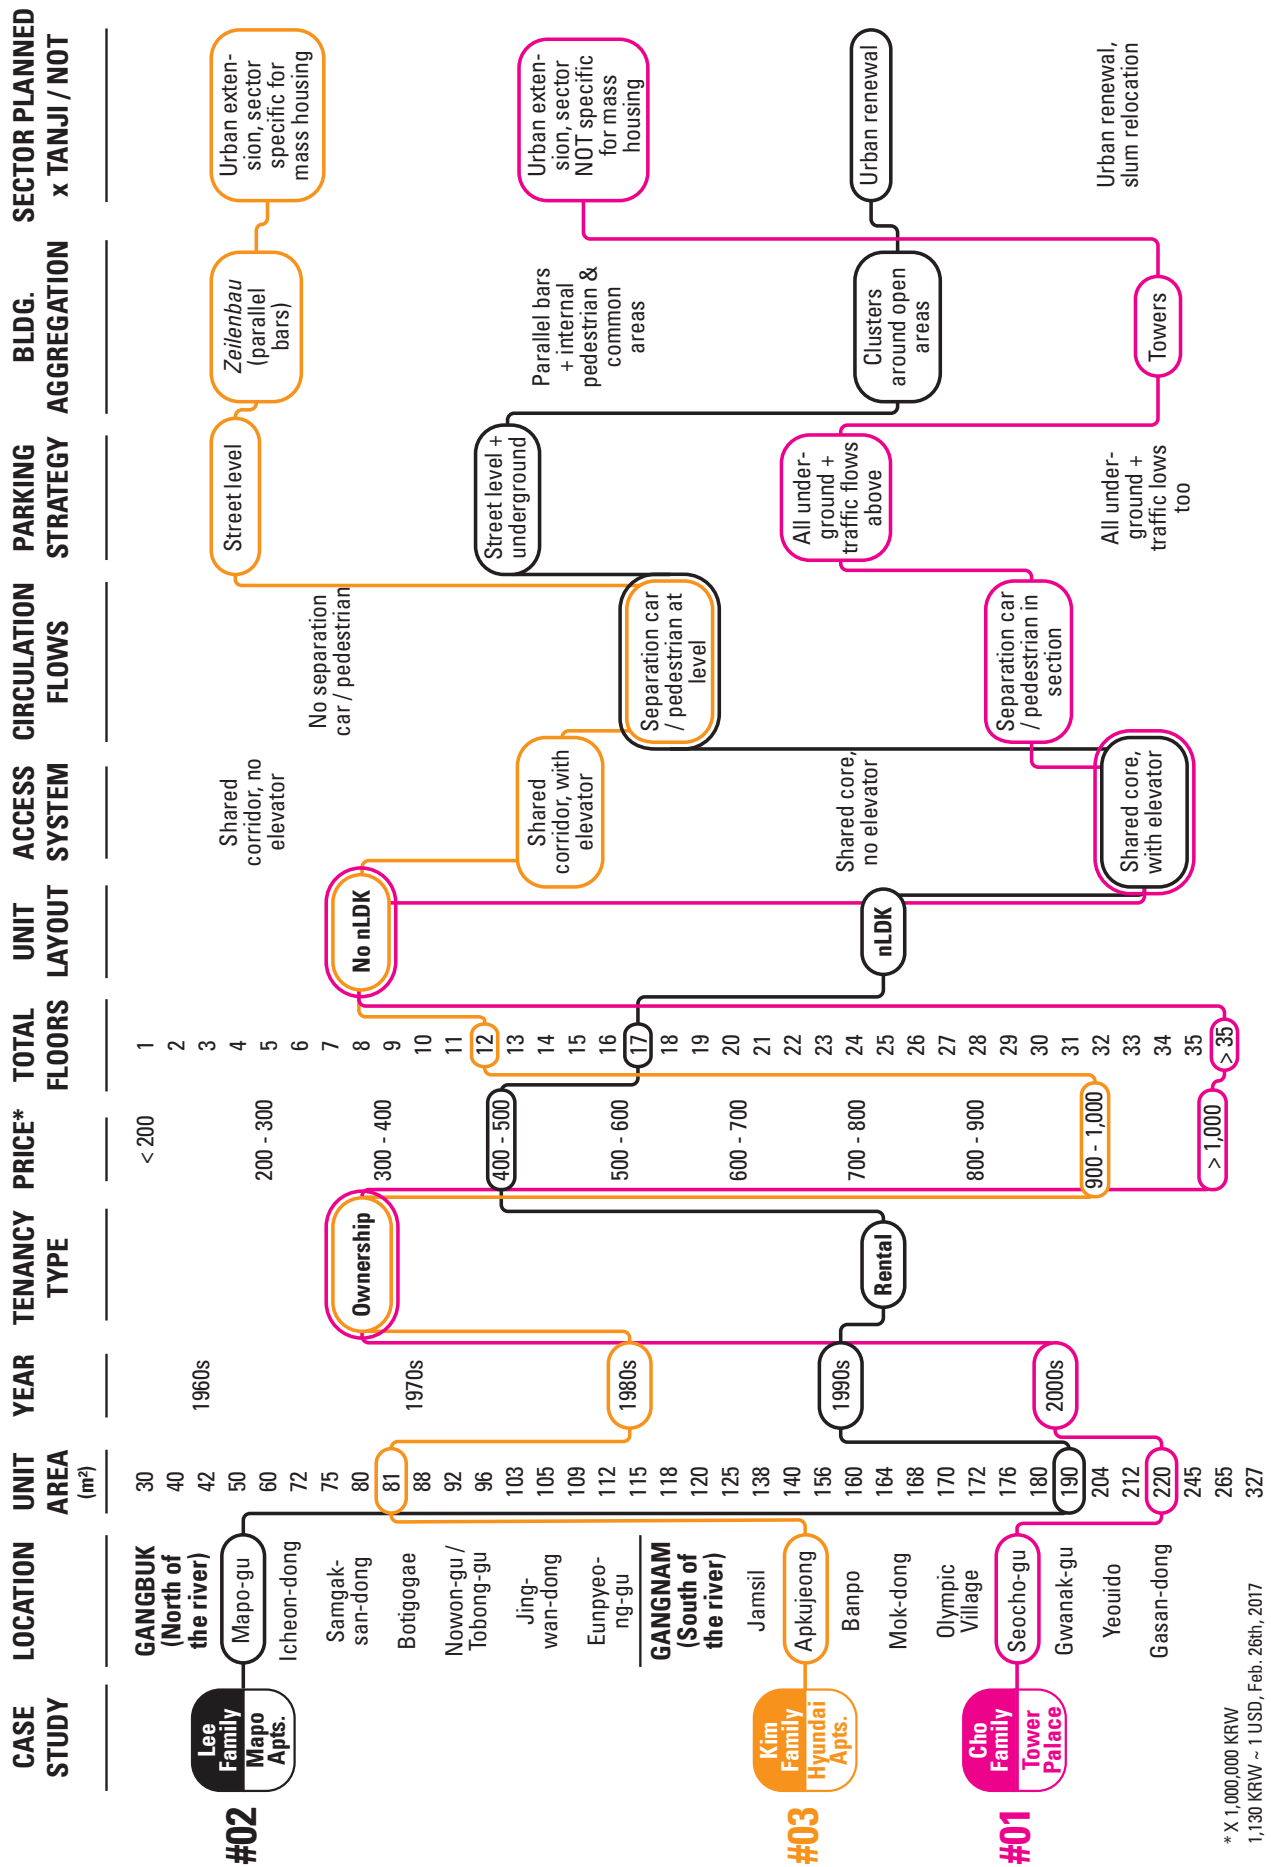 CASE
STUDY
LOCATION
UNIT
AREA
(m²)
YEAR
TENANCY
TYPE
PRICE*
TOTAL
FLOORS
UNIT
LAYOUT
ACCESS
SYSTEM
CIRCULATION
FLOWS
PARKING
STRATEGY
BLDG.
AGGREGATION
SECTOR PLANNED
x TANJI / NOT
#02
Lee
Family
Mapo
Apts.
#03
Kim
Family
Hyundai
Apts.
#01
Cho
Family
Tower
Palace
GANGBUK
(North of
the river)
Mapo-gu
Icheon-dong
Samgak-
san-dong
Botigogae
Nowon-gu /
Tobong-gu
Jing-
wan-dong
Eunpyeo-
ng-gu
GANGNAM
(South of
the river)
Jamsil
Apkujeong
Banpo
Mok-dong
Olympic
Village
Seocho-gu
Gwanak-gu
Yeouido
Gasan-dong
30
40
42
50
60
72
75
80
81
88
92
96
103
105
109
112
115
118
120
125
138
140
156
160
164
168
170
172
176
180
190
204
212
220
245
265
327
1960s
1970s
1980s
1990s
2000s
Ownership
Rental
< 200
200 - 300
300 - 400
400 - 500
500 - 600
600 - 700
700 - 800
800 - 900
900 - 1,000
> 1,000
1
2
3
4
5
6
7
8
9
10
11
12
13
14
15
16
17
18
19
20
21
22
23
24
25
26
27
28
29
30
31
32
33
34
35
> 35
No nLDK
nLDK
Shared
corridor, no
elevator
Shared
corridor, with
elevator
Shared core,
no elevator
Shared core,
with elevator
No separation
car / pedestrian
Separation car
/ pedestrian at
level
Separation car
/ pedestrian in
section
Street level
Street level +
underground
All under-
ground +
traffic flows
above
All under-
ground +
traffic lows
too
Zeilenbau
(parallel
bars)
Parallel bars
+ internal
pedestrian &
common
areas
Clusters
around open
areas
Towers
Urban exten-
sion, sector
specific for
mass housing
Urban exten-
sion, sector
NOT specific
for mass
housing
Urban renewal
Urban renewal,
slum relocation
* X 1,000,000 KRW
1,130 KRW ~ 1 USD, Feb. 26th, 2017